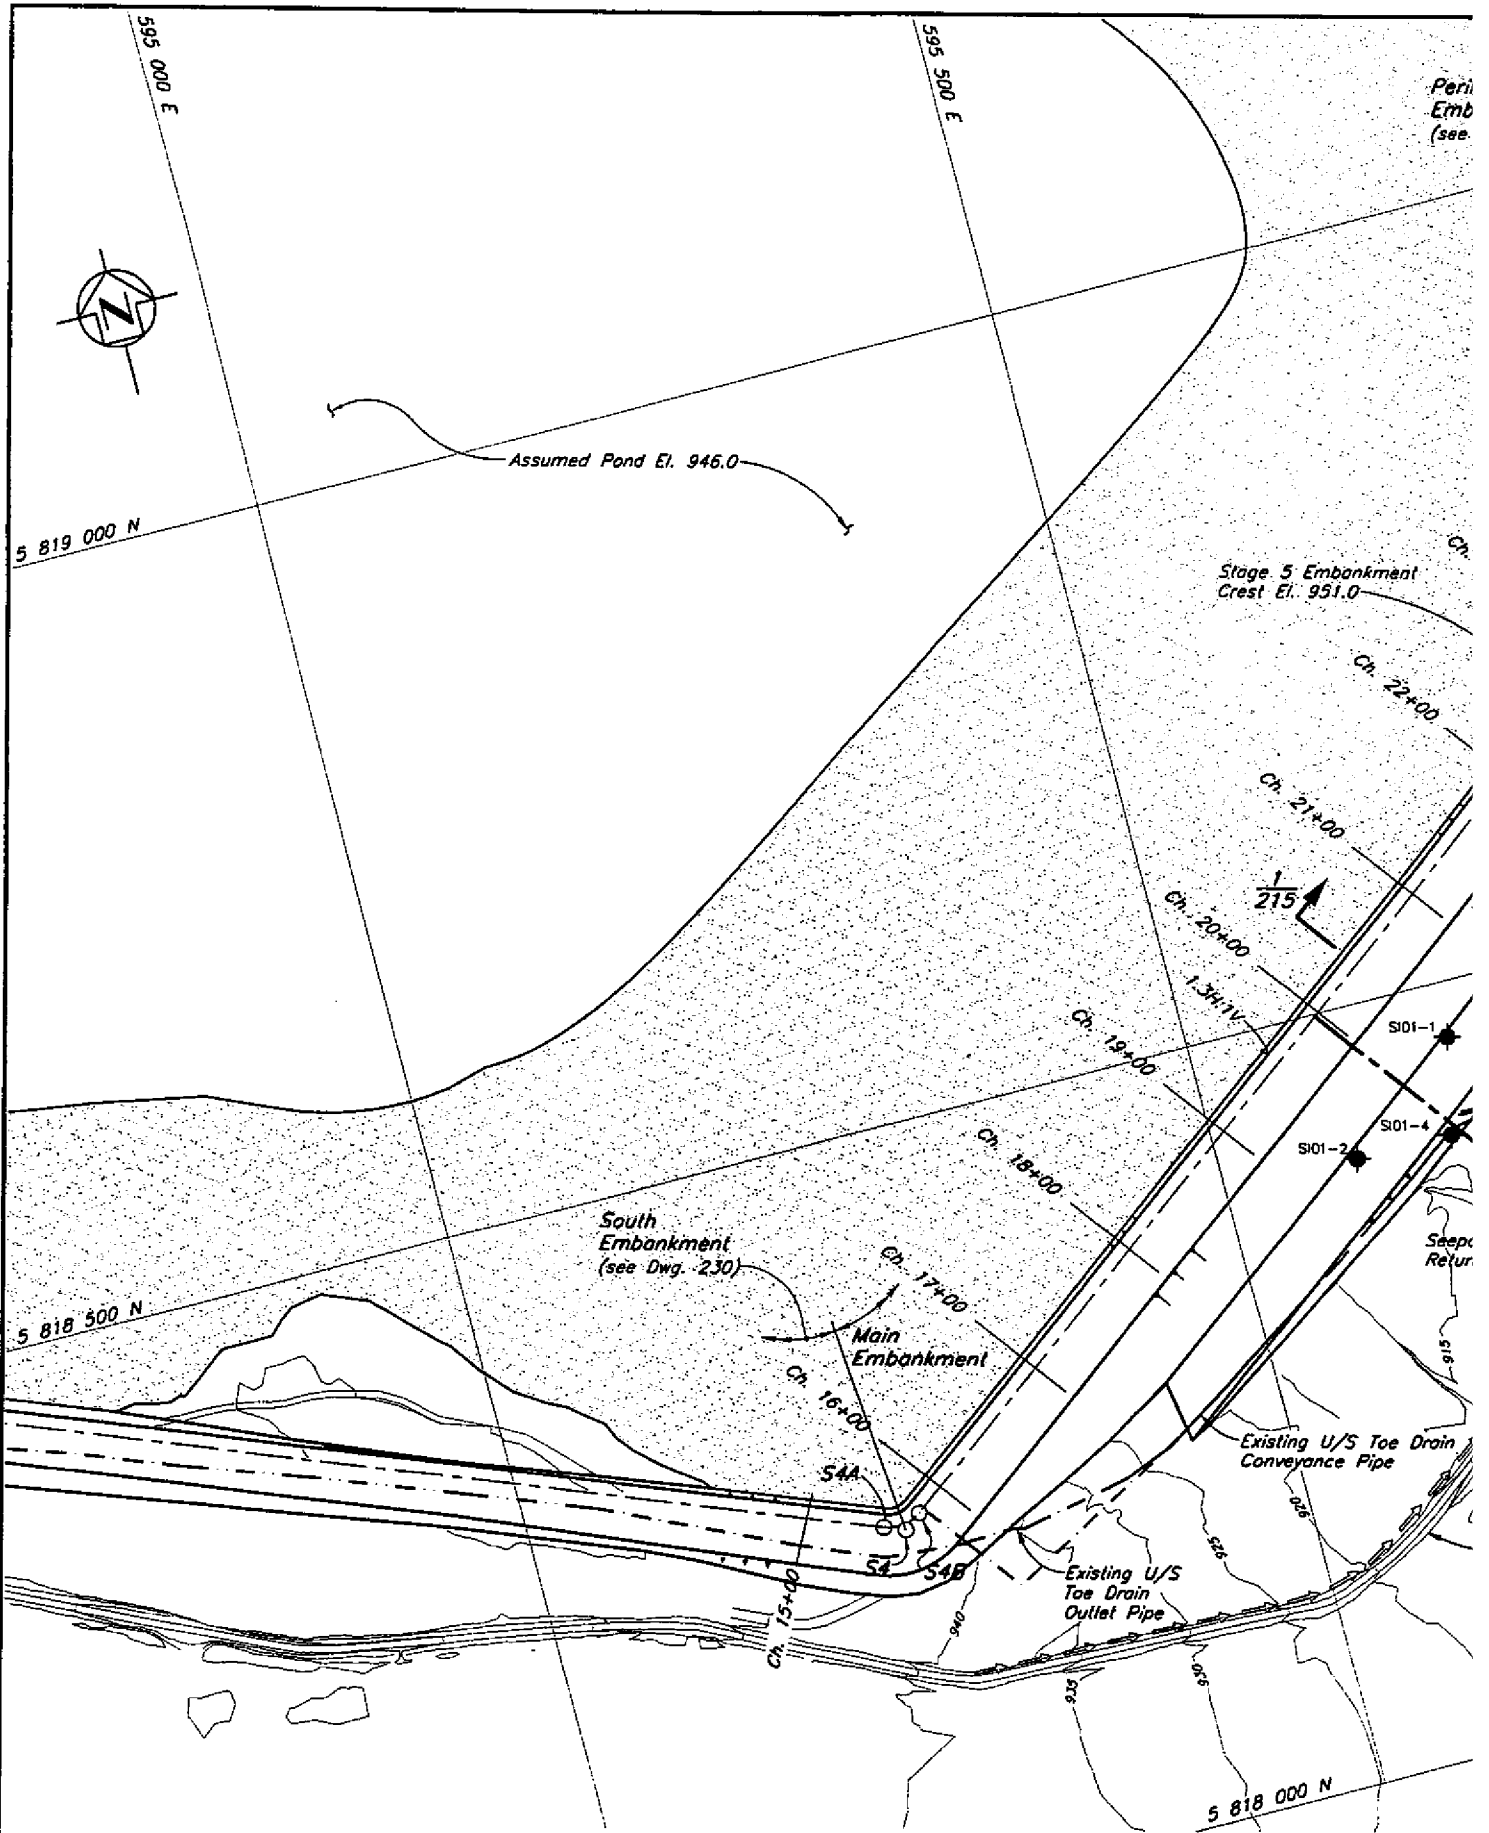 595 000 E
595 500 E
(see
N
Assumed Pond El. 946.0
5 819 000 N
Ch.
Stage 5 Embankment
Crest El. 951.0
Ch. 22+00
Ch. 21+00
1
215
Ch. 20+00
1.3H:1V
Ch. 19+00
SI01-1
SI01-4
SI01-2
Ch. 18+00
South
Embankment
(see Dwg. 230)
Ch. 17+00
5 818 500 N
Main
Embankment
Ch. 16+00
915
Existing U/S Toe Drain
Conveyance Pipe
S4A
920
925
S4
S4B
Existing U/S
Toe Drain
Outlet Pipe
Ch. 15+00
940
935
930
5 818 000 N